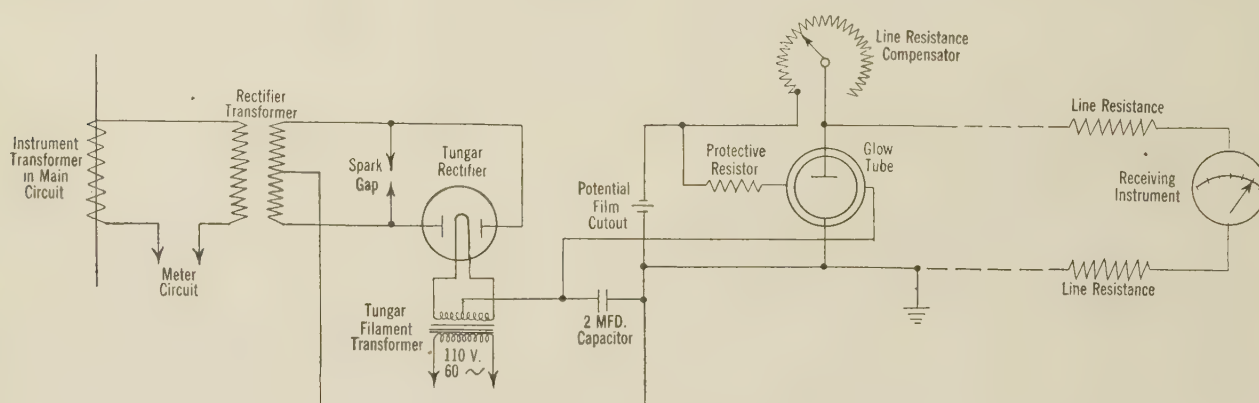 Instrument
Transformer
in Main
Circuit
Rectifier
Transformer
Meter
Circuit
Spark
Gap
Tungar
Rectifier
Tungar
Filament
Transformer
110 V.
60 ~
2 MFD.
Capacitor
Potential
Film
Cutout
Protective
Resistor
Line Resistance
Compensator
Glow
Tube
Line Resistance
Receiving
Instrument
Line Resistance